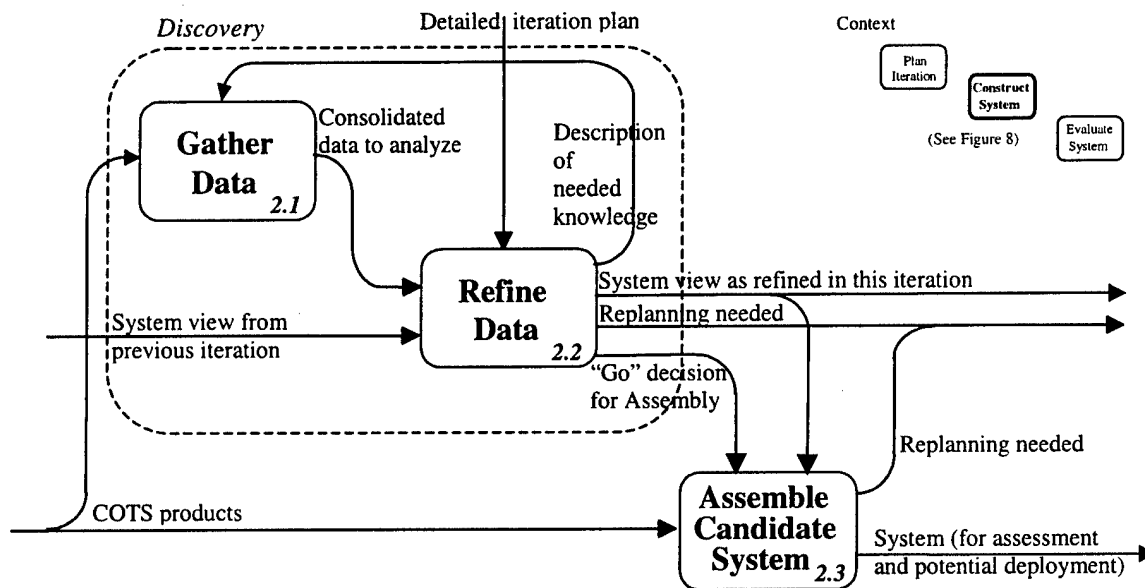 Discovery
Detailed iteration plan
Context
Plan
Iteration
Construct
System
(See Figure 8)
Evaluate
System
Gather
Data
2.1
Consolidated
data to analyze
Description
of
needed
knowledge
Refine
Data
2.2
System view from
previous iteration
System view as refined in this iteration
Replanning needed
“Go” decision
for Assembly
Replanning needed
COTS products
Assemble
Candidate
System
2.3
System (for assessment
and potential deployment)